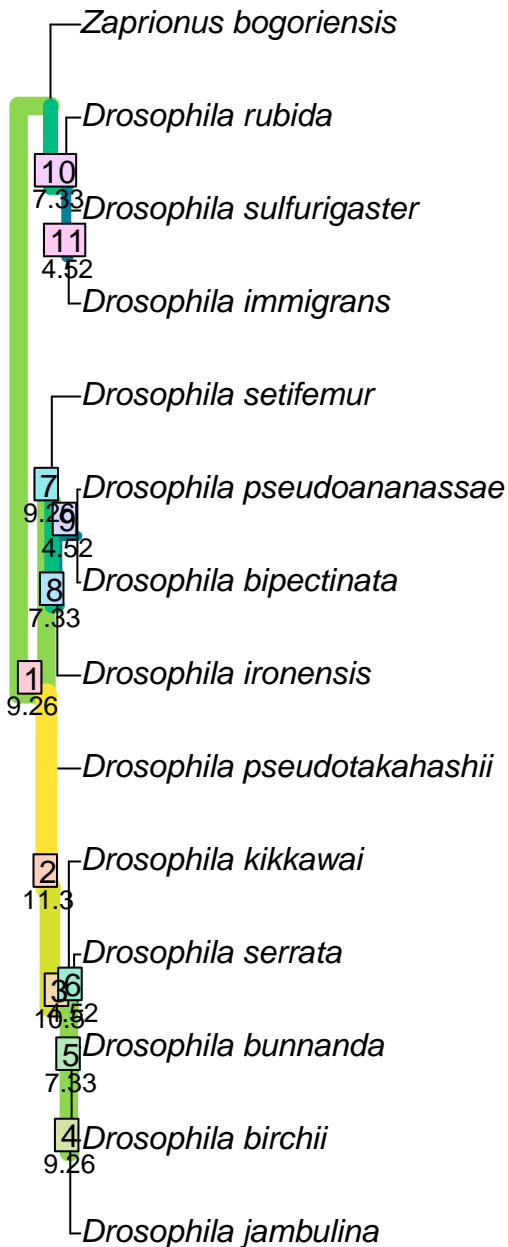 Zaprionus bogoriensis
Drosophila rubida
10
7.33
Drosophila sulfurigaster
11
4.52
Drosophila immigrans
Drosophila setifemur
7
9.26
Drosophila pseudoananassae
9
4.52
8
Drosophila bipectinata
7.33
1
Drosophila ironensis
9.26
Drosophila pseudotakahashii
2
Drosophila kikkawai
11.3
Drosophila serrata
3
6
10.5
4.52
5
Drosophila bunnanda
7.33
4
Drosophila birchii
9.26
Drosophila jambulina